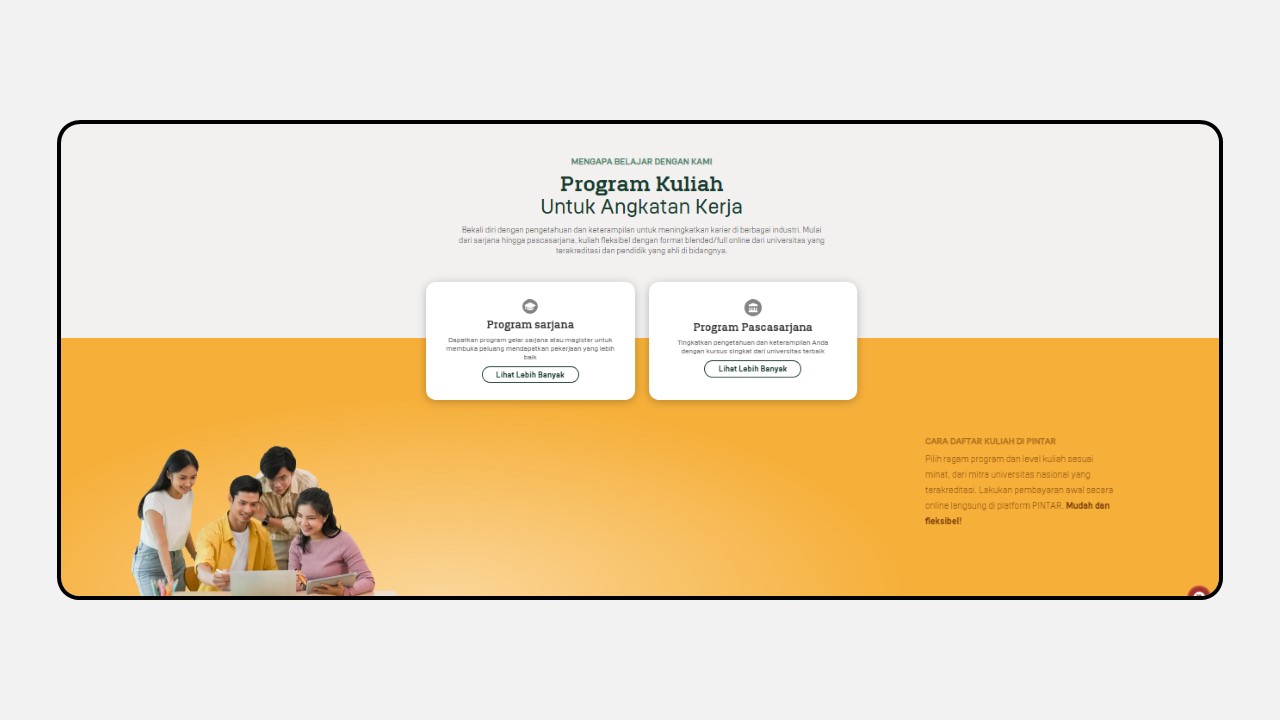 MENGAPA BELAJAR DENGAN KAMI
Program Kuliah
Untuk Angkatan Kerja
Bekali diri dengan pengetahuan dan keterampilan untuk meningkatkan karier di berbagai industri. Mulai
dari sarjana hingga pascasarjana, kuliah fleksibel dengan format blended/full online dari universitas yang
terakreditasi dan pendidik yang ahli di bidangnya.
Program sarjana
Dapatkan program gelar sarjana atau magister untuk
membuka peluang mendapatkan pekerjaan yang lebih
baik
Lihat Lebih Banyak
Program Pascasarjana
Tingkatkan pengetahuan dan keterampilan Anda
dengan kursus singkat dari universitas terbaik
Lihat Lebih Banyak
CARA DAFTAR KULIAH DI PINTAR
Pilih ragam program dan level kuliah sesuai
minat, dari mitra universitas nasional yang
terakreditasi. Lakukan pembayaran awal secara
online langsung di platform PINTAR. Mudah dan
fleksibel!